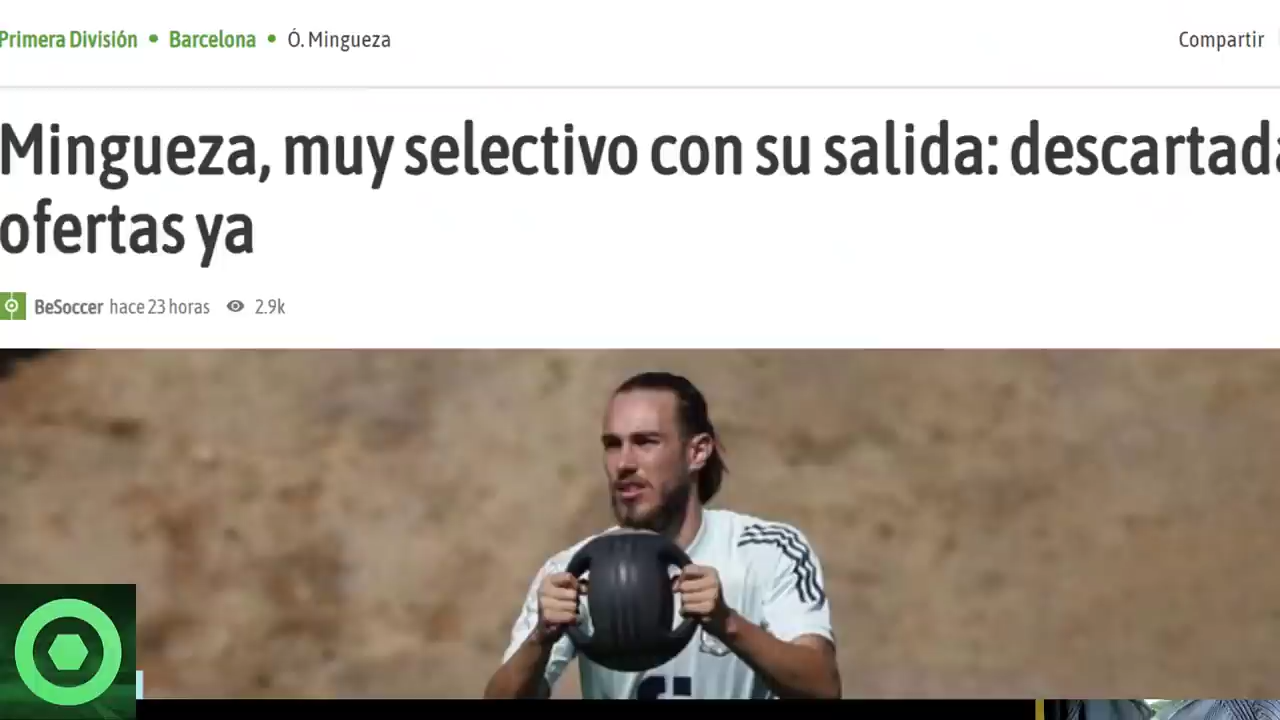 Primera División • Barcelona • Ó. Mingueza
Compartir
Mingueza, muy selectivo con su salida:
ofertas ya
BeSoccer hace 23 horas 2.9k